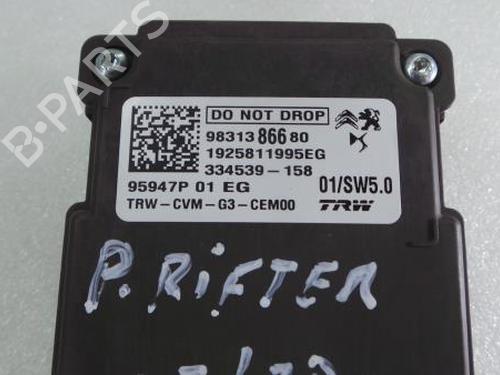 B-PARTS
DO NOT DROP
98313 866 80
1925811995EG
334539-158
95947P 01 EG
01/SW5.0
TRW-CVM-G3-CEM00
TRW
P. RiFTER